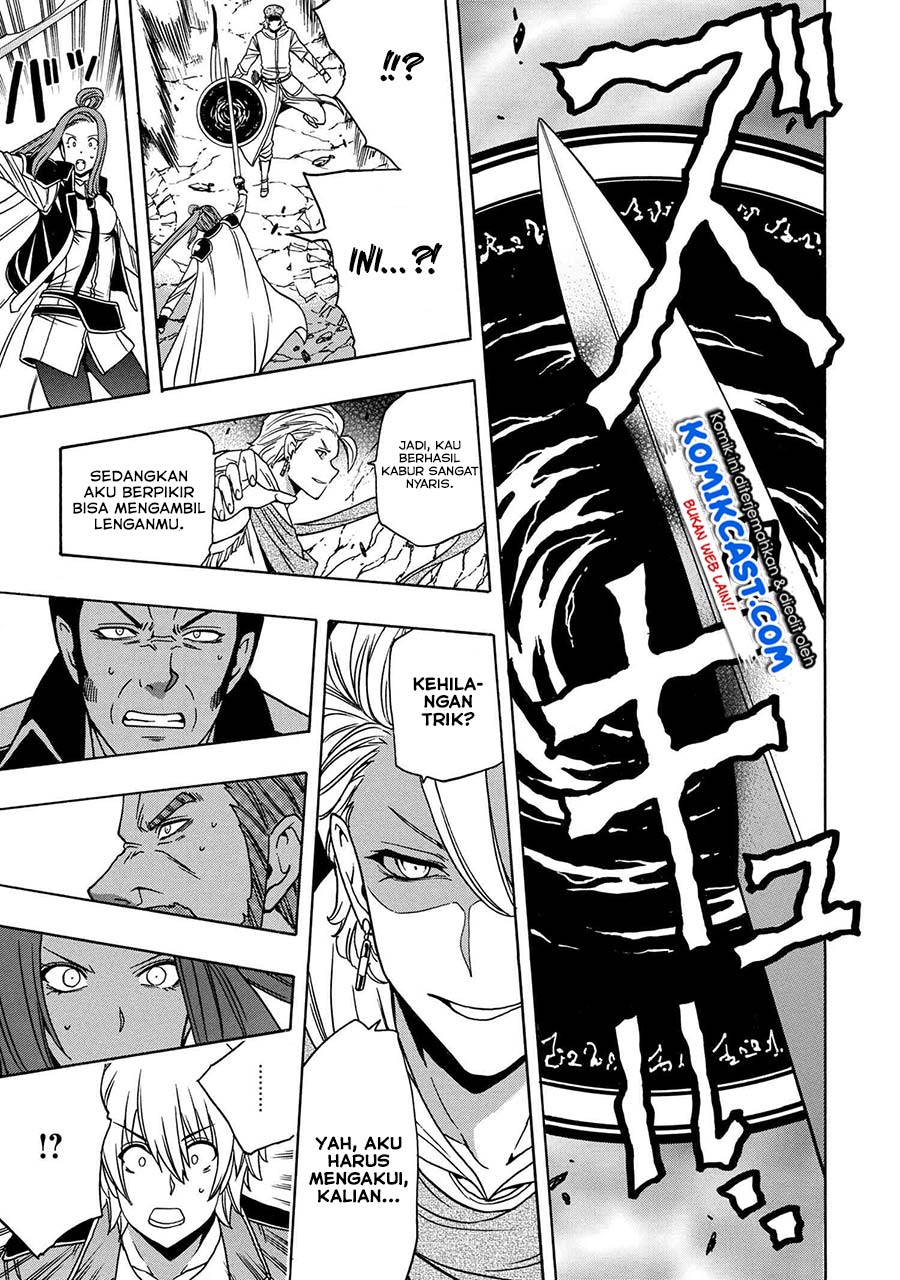 ズギュル..
Komik ini diterjemahkan & diedit oleh
KOMIKCAST.COM
BUKAN WEB LAIN!!
!!?
INI...?!
バッ
JADI, KAU
BERHASIL
KABUR SANGAT
NYARIS.
SEDANGKAN
AKU BERPIKIR
BISA MENGAMBIL
LENGANMU.
KEHILA-
NGAN
TRIK?
YAH, AKU
HARUS
MENGAKUI,
KALIAN...
.........
!?